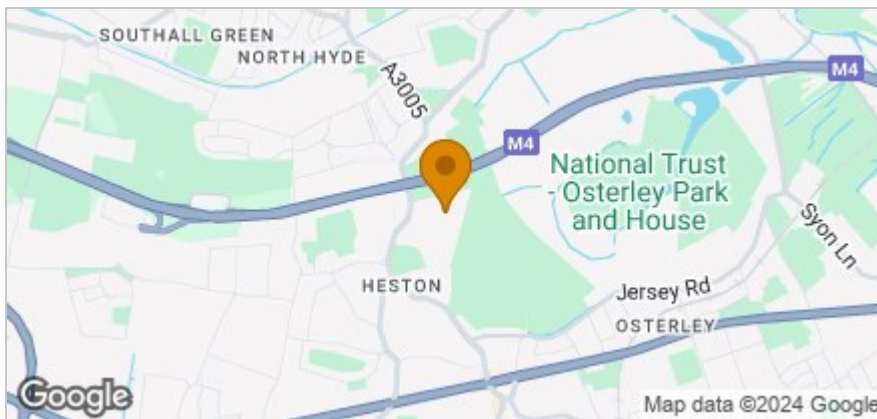 SOUTHALL GREEN
NORTH HYDE
A3005
M4
M4
National Trust
- Osterley Park
and House
Syon Ln
HESTON
Jersey Rd
OSTERLEY
Google
Map data ©2024 Google